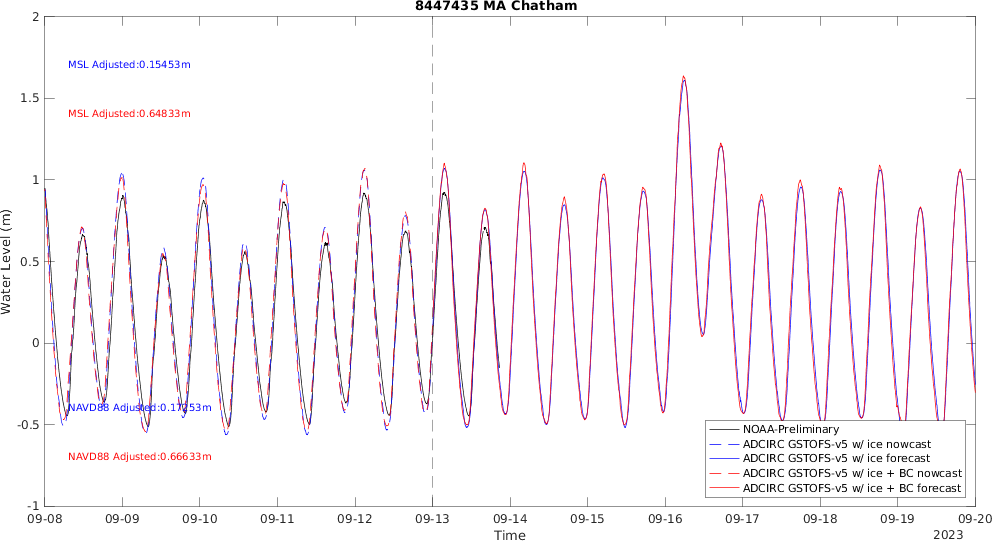 8447435 MA Chatham
2
1.5
1
0.5
0
-0.5
-1
Water Level (m)
MSL Adjusted:0.15453m
MSL Adjusted:0.64833m
NAVD88 Adjusted:0.17253m
NAVD88 Adjusted:0.66633m
NOAA-Preliminary
ADCIRC GSTOFS-v5 w/ ice nowcast
ADCIRC GSTOFS-v5 w/ ice forecast
ADCIRC GSTOFS-v5 w/ ice + BC nowcast
ADCIRC GSTOFS-v5 w/ ice + BC forecast
09-08 09-09 09-10 09-11 09-12 09-13 09-14 09-15 09-16 09-17 09-18 09-19 09-20
Time
2023